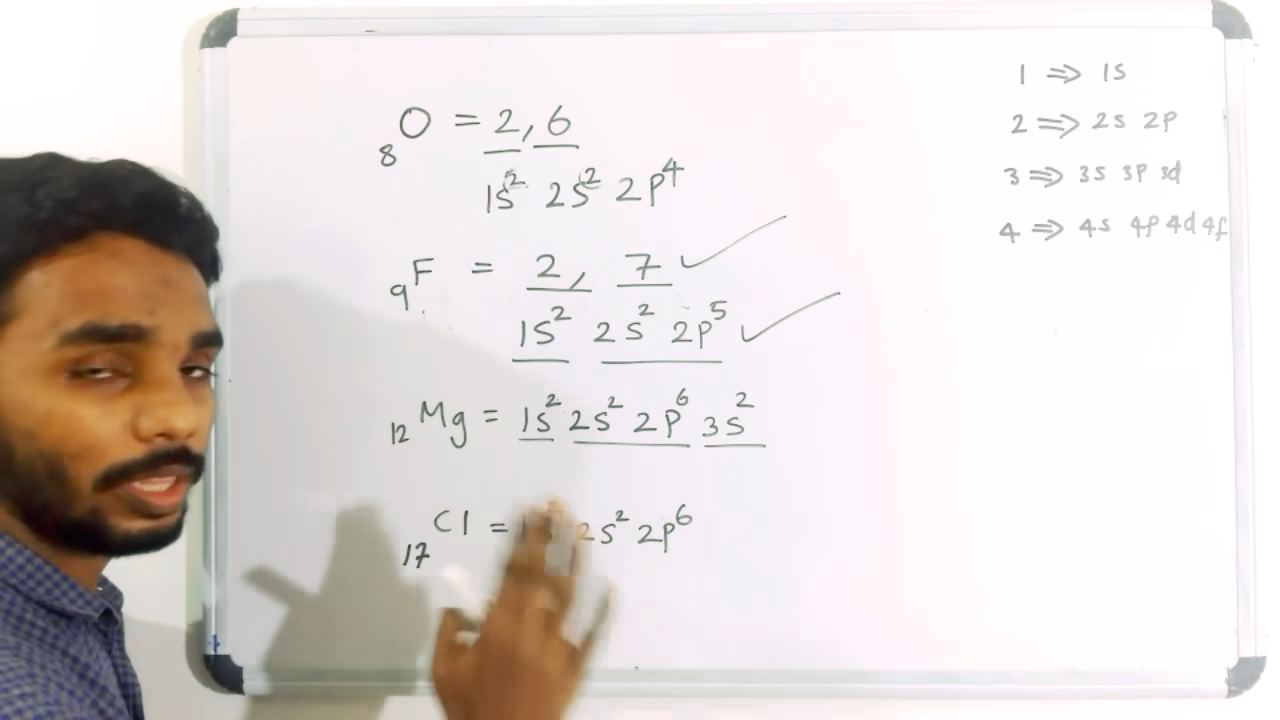 ₈O = 2, 6
1s² 2s² 2p⁴
₉F = 2, 7
1s² 2s² 2p⁵
₁₂Mg = 1s² 2s² 2p⁶ 3s²
₁₇Cl = 2s² 2p⁶
1 ⇒ 1s
2 ⇒ 2s 2p
3 ⇒ 3s 3p 3d
4 ⇒ 4s 4p 4d 4f